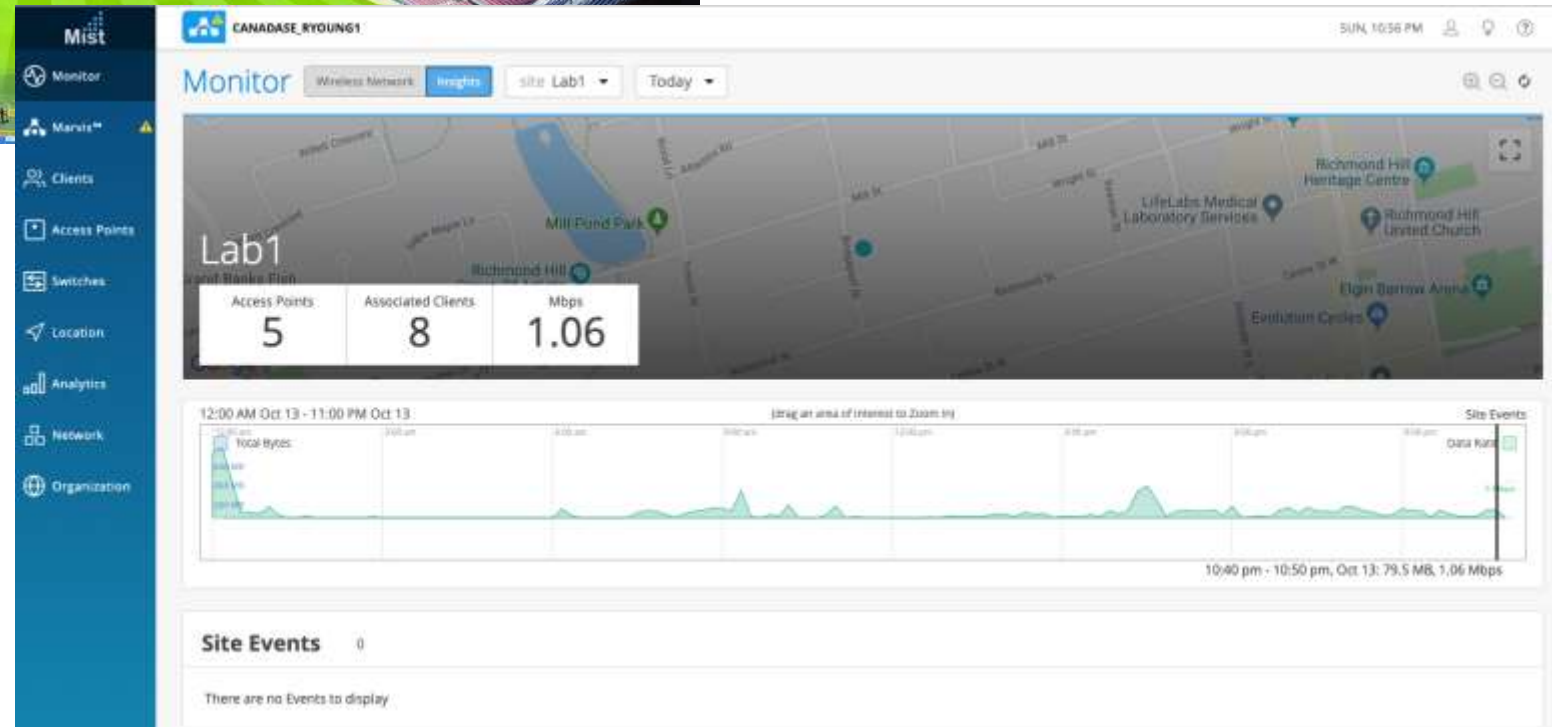 Mist
CANADASE_RYOUNG1
SUN, 10:56 PM
Monitor
Monitor
Wireless Network
Insights
site Lab1
Today
Marvis™
Clients
Access Points
Switches
Location
Analytics
Network
Organization
Mill Pond Park
Richmond Hill
Heritage Centre
LifeLabs Medical
Laboratory Services
Richmond Hill
United Church
Elgin Barrow Arena
Evolution Cycles
Richmond Hill
Mill St
Wright St
Lab1
Access Points
5
Associated Clients
8
Mbps
1.06
12:00 AM Oct 13 - 11:00 PM Oct 13
(drag an area of interest to Zoom in)
Site Events
Total Bytes
Data Rate
10:40 pm - 10:50 pm, Oct 13: 79.5 MB, 1.06 Mbps
Site Events 0
There are no Events to display